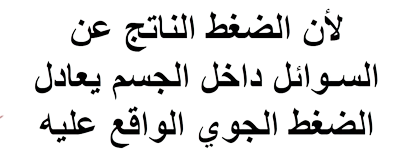 لأن الضغط الناتج عن
السوائل داخل الجسم يعادل
الضغط الجوي الواقع عليه